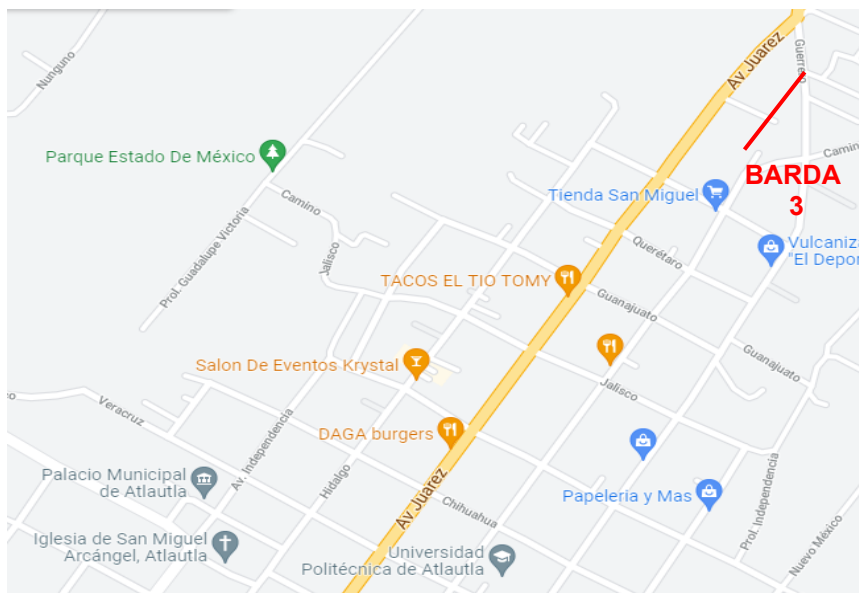 Nunguno
Av Juarez
Guerrero
Parque Estado De México
Camino
BARDA
3
Tienda San Miguel
Camino
Prol. Guadalupe Victoria
Jalisco
Querétaro
Vulcaniza
"El Depor
TACOS EL TIO TOMY
Guanajuato
Guanajuato
Salon De Eventos Krystal
Jalisco
Veracruz
DAGA burgers
Av. Independencia
Hidalgo
Palacio Municipal
de Atlautla
Av Juarez
Chihuahua
Papeleria y Mas
Prol. Independencia
Iglesia de San Miguel
Arcángel, Atlautla
Universidad
Politécnica de Atlautla
Nuevo México